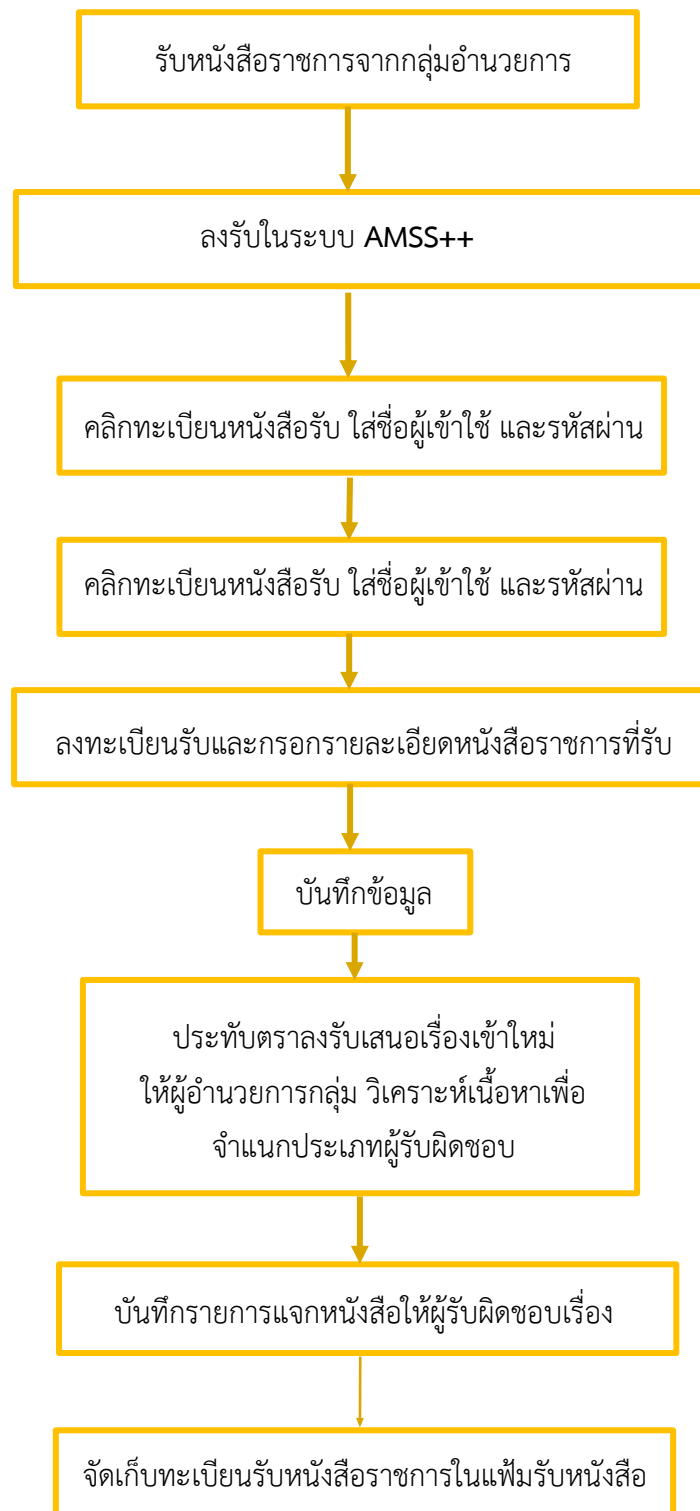 รับหนังสือราชการจากกลุ่มอำนวยการ
ลงรับในระบบ AMSS++
คลิกทะเบียนหนังสือรับ ใส่ชื่อผู้เข้าใช้ และรหัสผ่าน
คลิกทะเบียนหนังสือรับ ใส่ชื่อผู้เข้าใช้ และรหัสผ่าน
ลงทะเบียนรับและกรอกรายละเอียดหนังสือราชการที่รับ
บันทึกข้อมูล
ประทับตราลงรับเสนอเรื่องเข้าใหม่
ให้ผู้อำนวยการกลุ่ม วิเคราะห์เนื้อหาเพื่อ
จำแนกประเภทผู้รับผิดชอบ
บันทึกรายการแจกหนังสือให้ผู้รับผิดชอบเรื่อง
จัดเก็บทะเบียนรับหนังสือราชการในแฟ้มรับหนังสือ